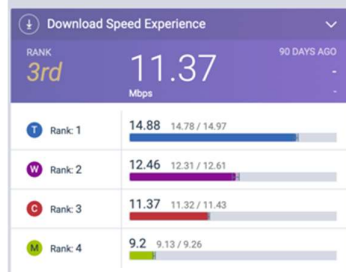 Download Speed Experience
RANK
3rd
11.37
Mbps
90 DAYS AGO
-
-
T Rank: 1 14.88 14.78 / 14.97
W Rank: 2 12.46 12.31 / 12.61
C Rank: 3 11.37 11.32 / 11.43
M Rank: 4 9.2 9.13 / 9.26